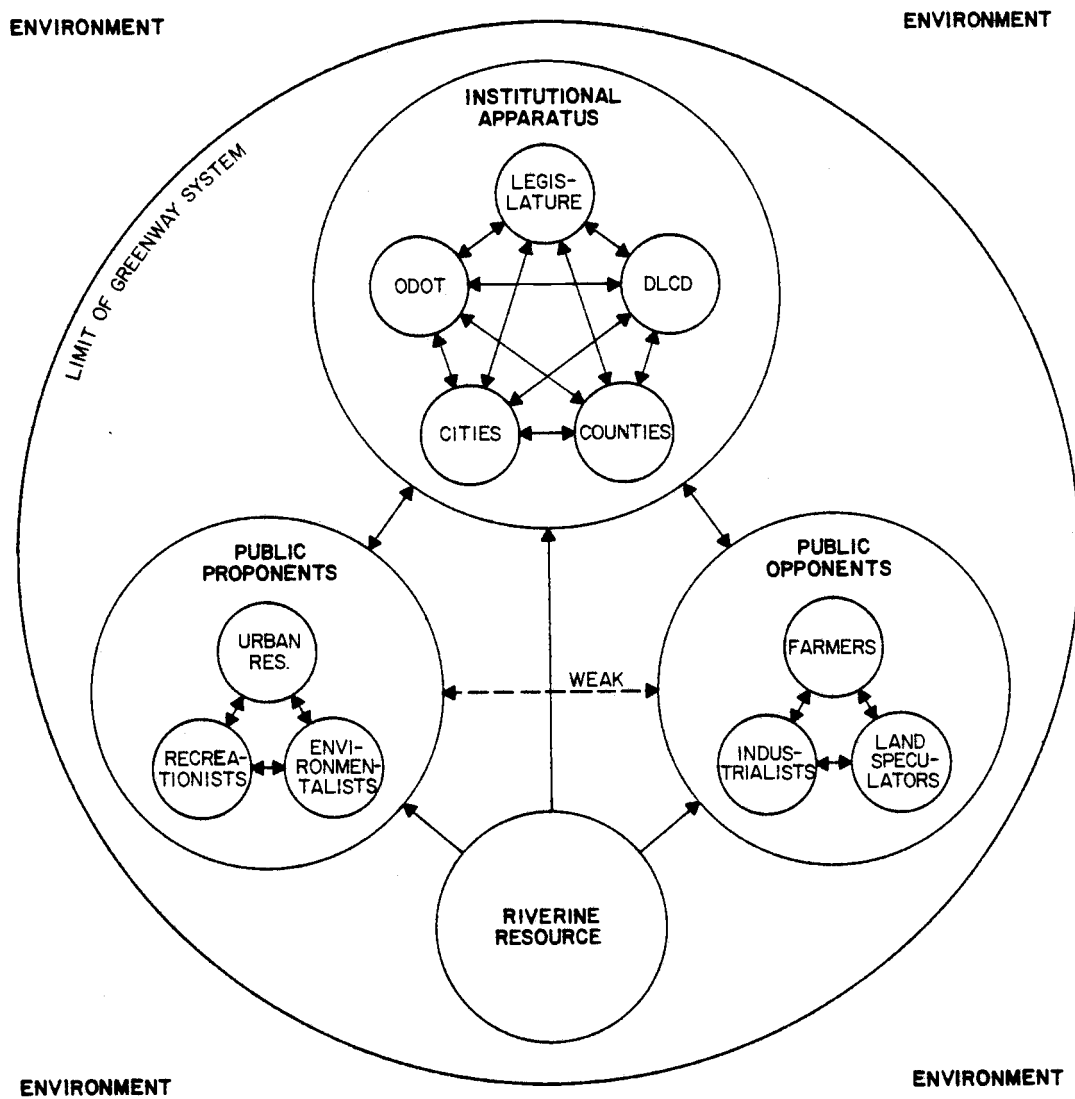 ENVIRONMENT
ENVIRONMENT
LIMIT OF GREENWAY SYSTEM
INSTITUTIONAL
APPARATUS
LEGIS-
LATURE
ODOT
DLCD
CITIES
COUNTIES
PUBLIC
PROPONENTS
URBAN
RES.
RECREA-
TIONISTS
ENVI-
RONMEN-
TALISTS
WEAK
PUBLIC
OPPONENTS
FARMERS
INDUS-
TRIALISTS
LAND
SPECU-
LATORS
RIVERINE
RESOURCE
ENVIRONMENT
ENVIRONMENT